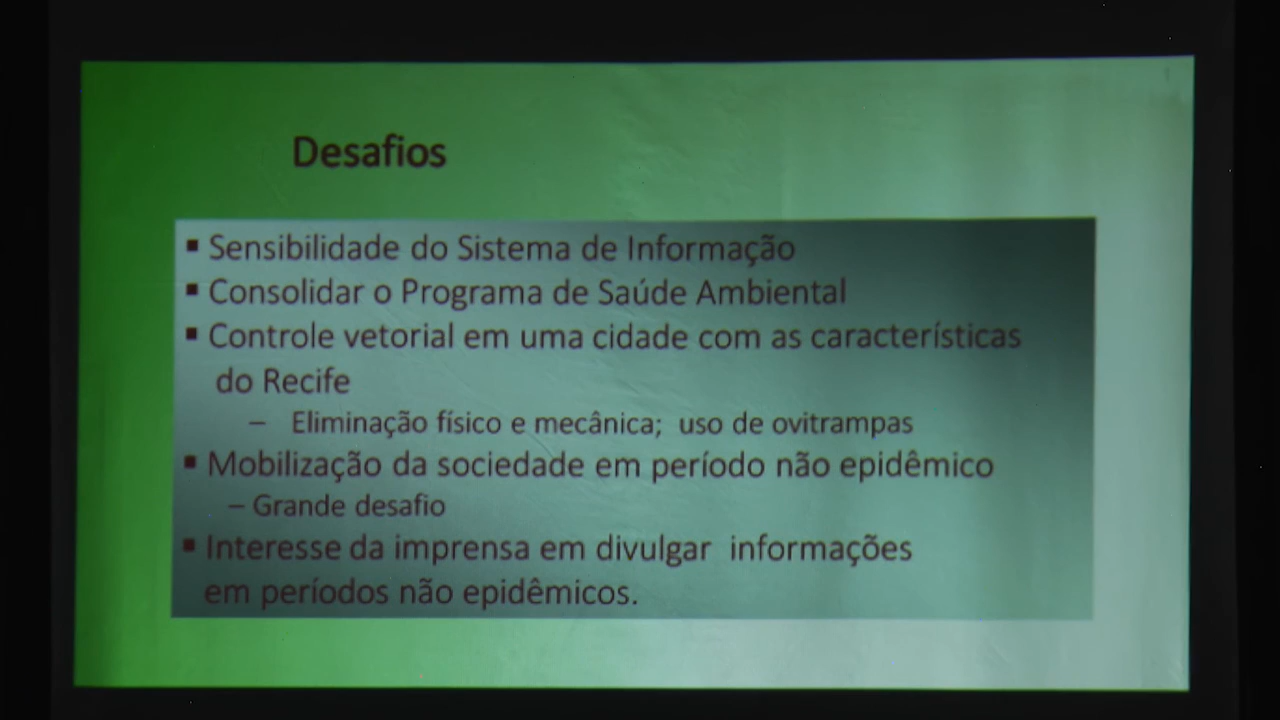 Desafios
▪ Sensibilidade do Sistema de Informação
▪ Consolidar o Programa de Saúde Ambiental
▪ Controle vetorial em uma cidade com as características
do Recife
– Eliminação físico e mecânica; uso de ovitrampas
▪ Mobilização da sociedade em período não epidêmico
– Grande desafio
▪ Interesse da imprensa em divulgar informações
em períodos não epidêmicos.